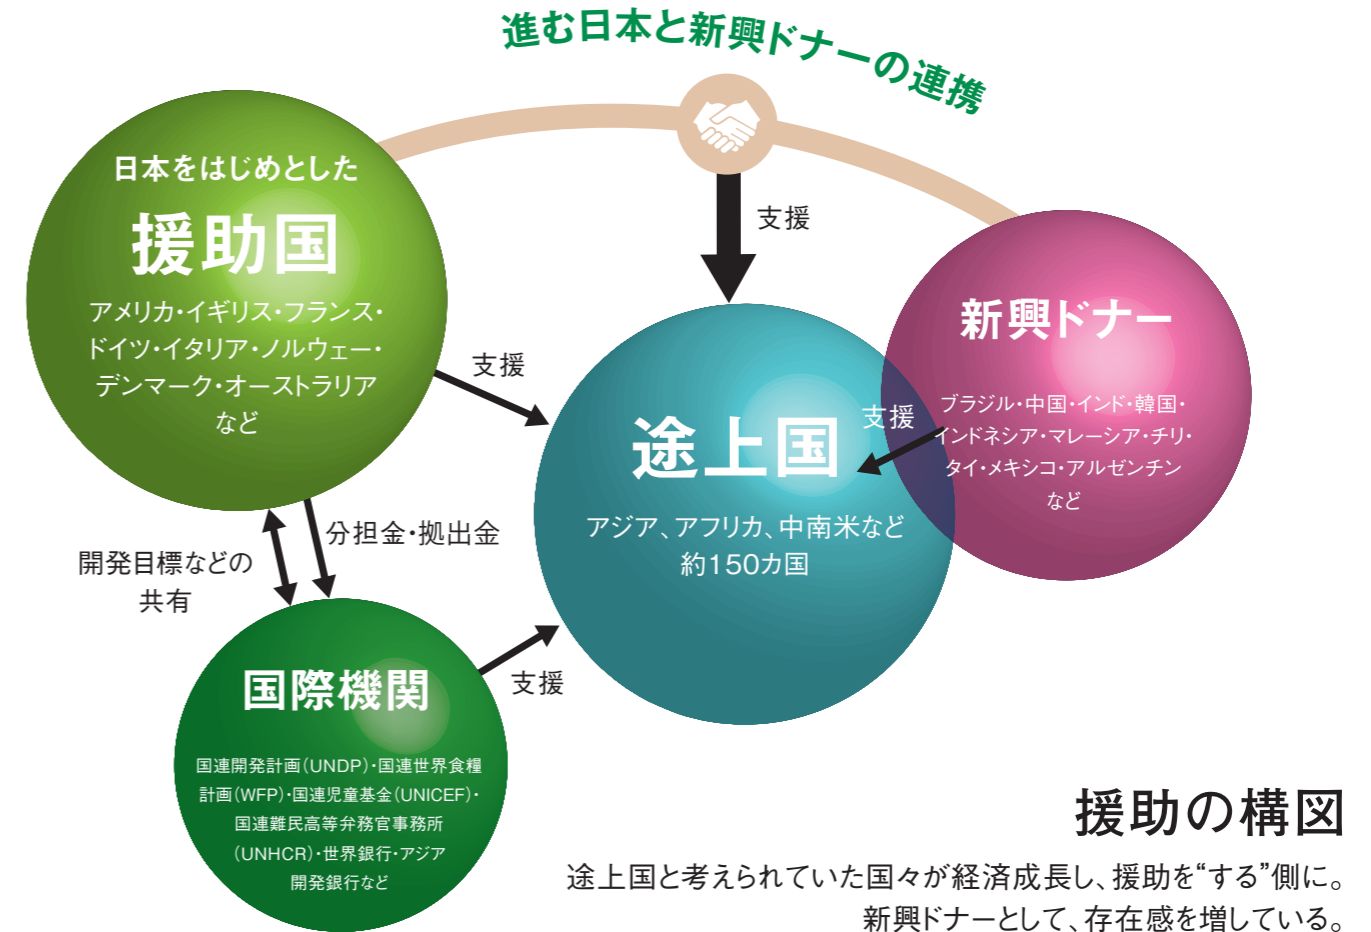 進む日本と新興ドナーの連携
日本をはじめとした
援助国
アメリカ・イギリス・フランス・
ドイツ・イタリア・ノルウェー・
デンマーク・オーストラリア
など
支援
支援
新興ドナー
ブラジル・中国・インド・韓国・
インドネシア・マレーシア・チリ・
タイ・メキシコ・アルゼンチン
など
支援
途上国
アジア、アフリカ、中南米など
約150カ国
分担金・拠出金
開発目標などの
共有
支援
国際機関
国連開発計画(UNDP)・国連世界食糧
計画(WFP)・国連児童基金(UNICEF)・
国連難民高等弁務官事務所
(UNHCR)・世界銀行・アジア
開発銀行など
援助の構図
途上国と考えられていた国々が経済成長し、援助を“する”側に。
新興ドナーとして、存在感を増している。